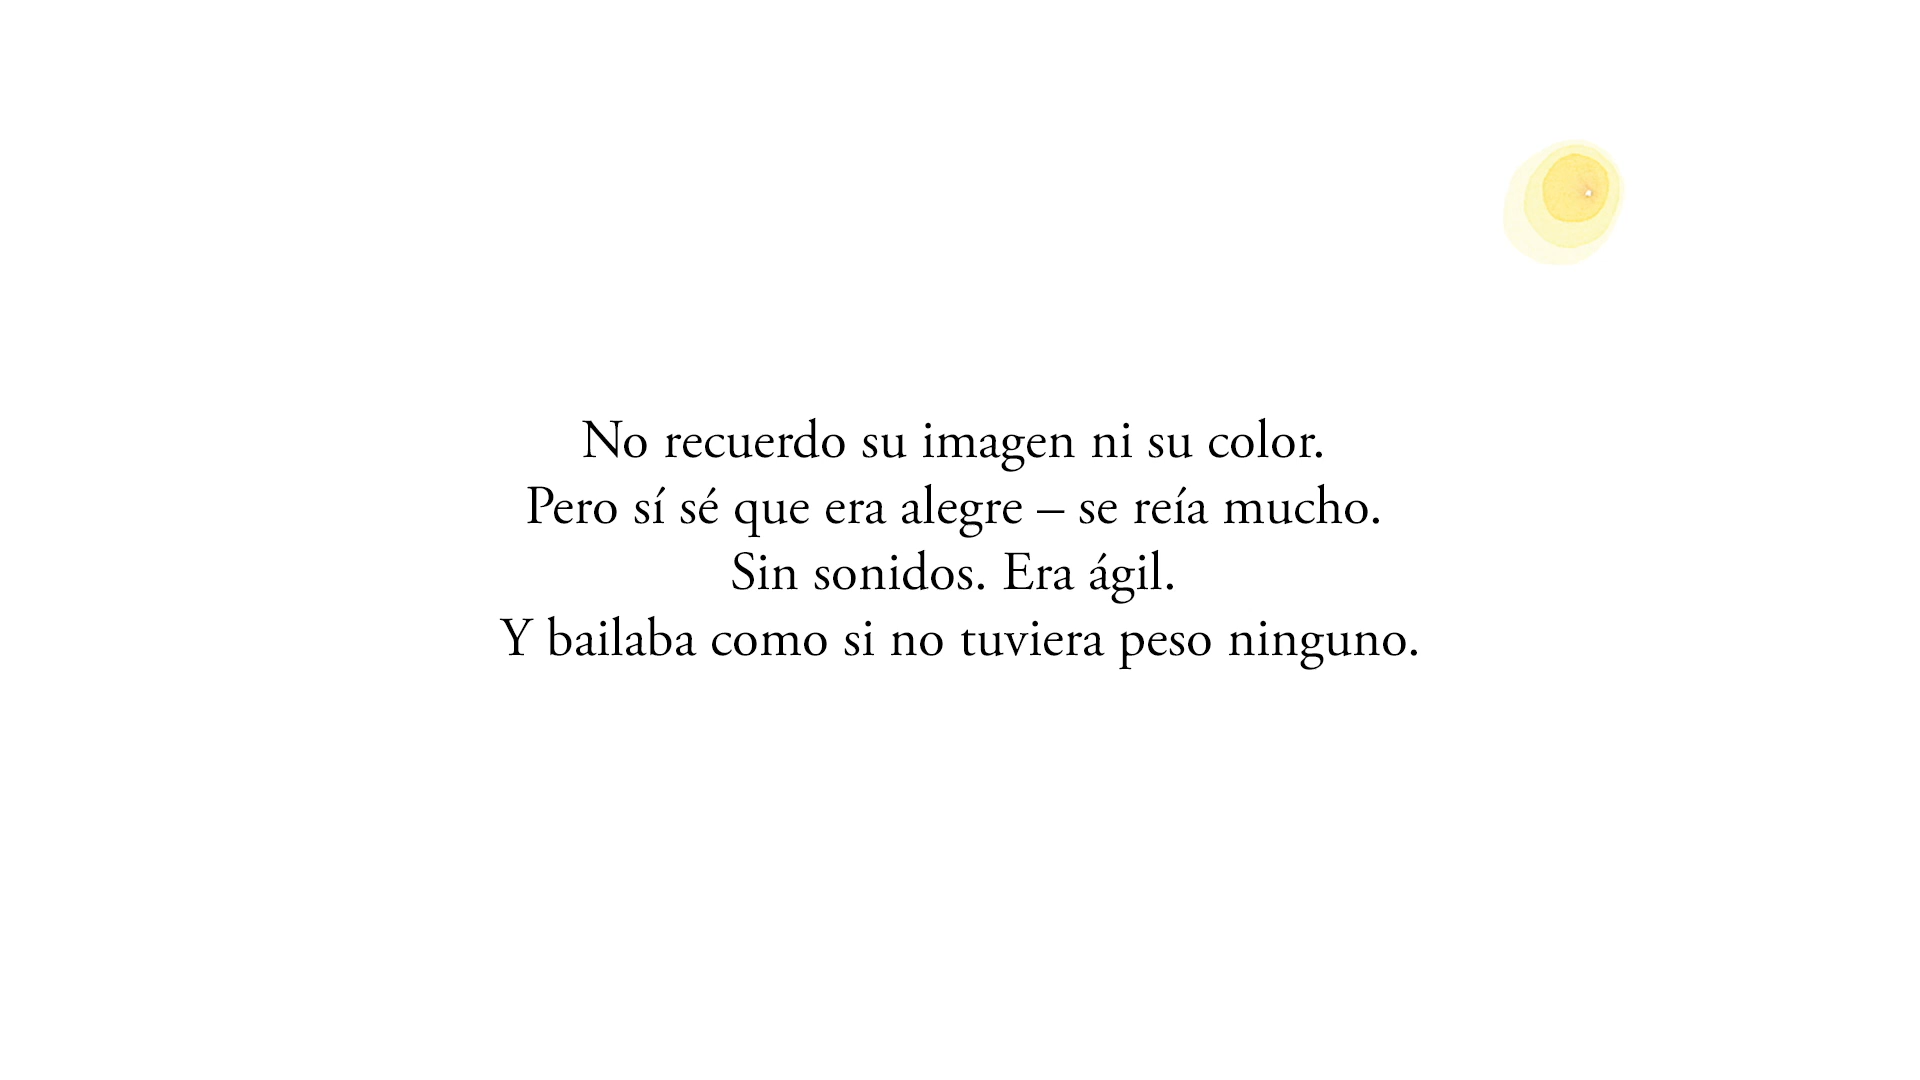 No recuerdo su imagen ni su color.
Pero sí sé que era alegre – se reía mucho.
Sin sonidos. Era ágil.
Y bailaba como si no tuviera peso ninguno.